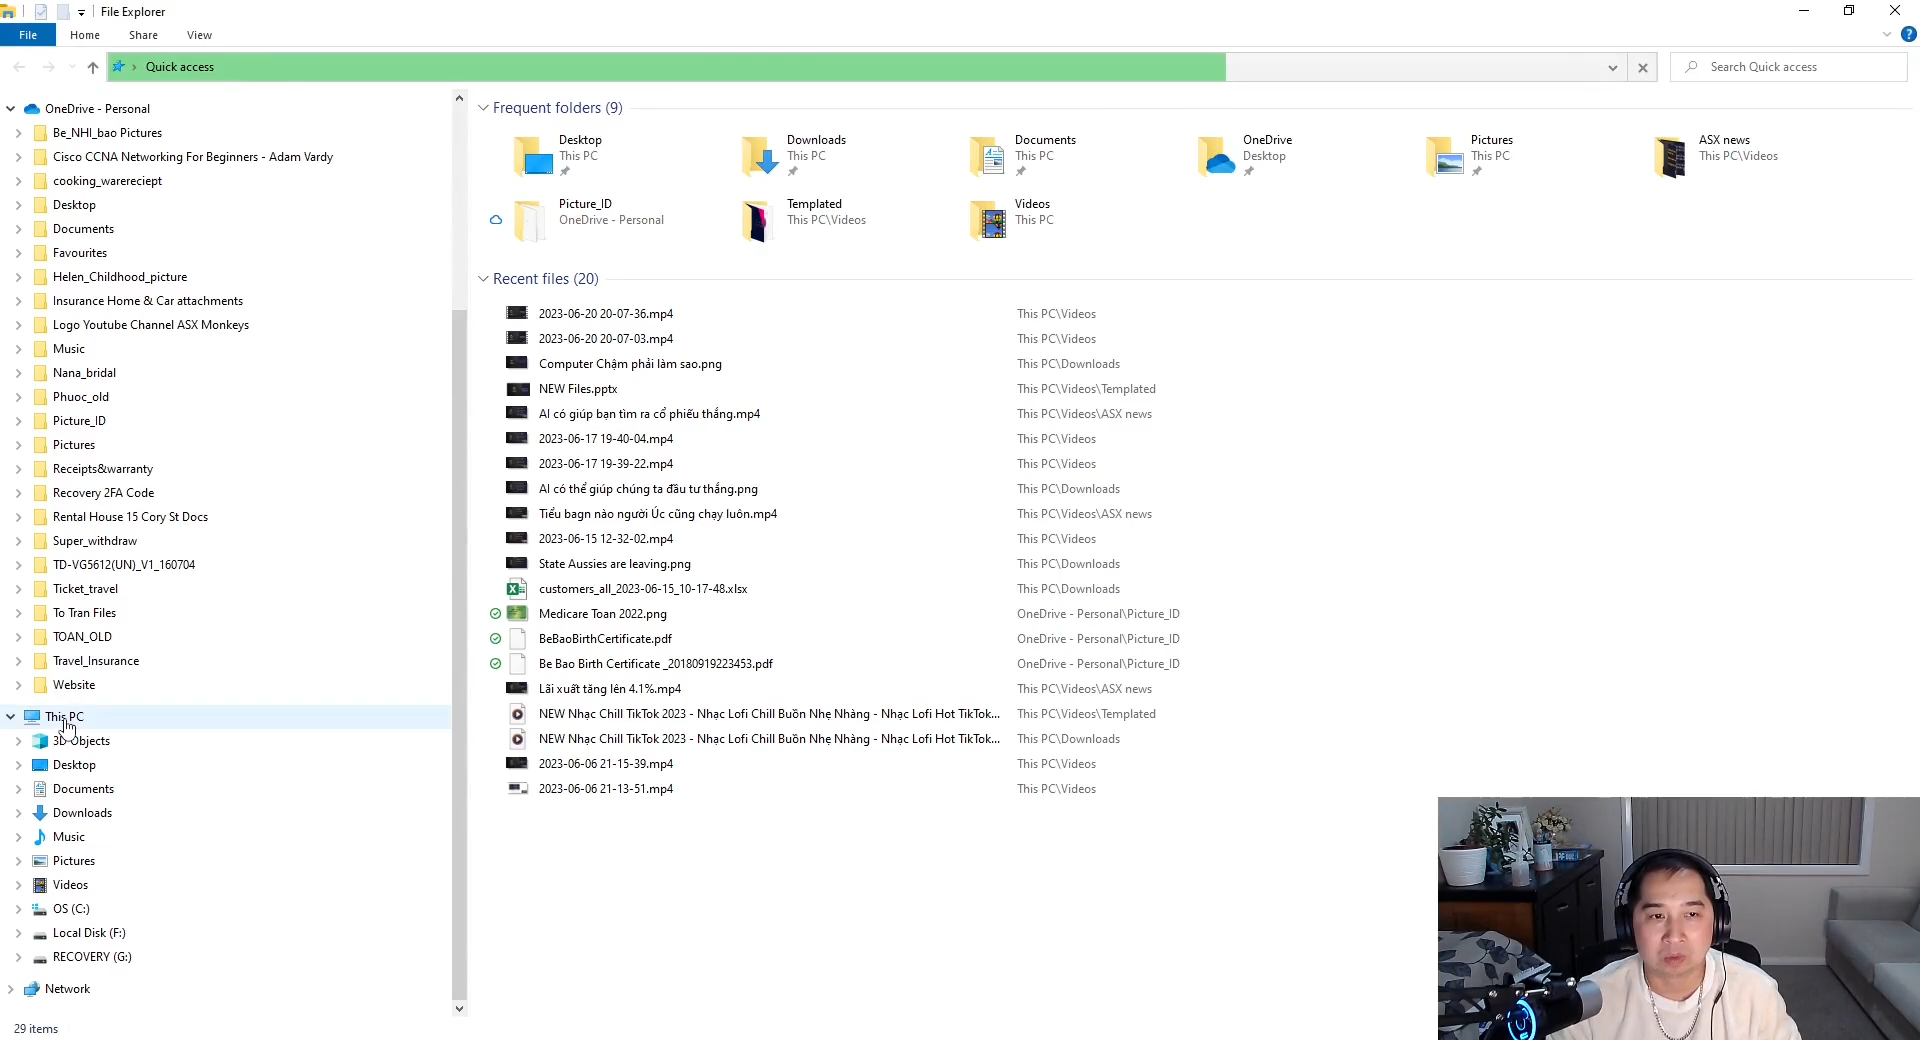 File Explorer
File Home Share View
Quick access
Search Quick access
OneDrive - Personal
Be_NHI_bao Pictures
Cisco CCNA Networking For Beginners - Adam Vardy
cooking_warereciept
Desktop
Documents
Favourites
Helen_Childhood_picture
Insurance Home & Car attachments
Logo Youtube Channel ASX Monkeys
Music
Nana_bridal
Phuoc_old
Picture_ID
Pictures
Receipts&warranty
Recovery 2FA Code
Rental House 15 Cory St Docs
Super_withdraw
TD-VG5612(UN)_V1_160704
Ticket_travel
To Tran Files
TOAN_OLD
Travel_Insurance
Website
This PC
3D Objects
Desktop
Documents
Downloads
Music
Pictures
Videos
OS (C:)
Local Disk (F:)
RECOVERY (G:)
Network
29 items
Frequent folders (9)
Desktop
This PC
Downloads
This PC
Documents
This PC
OneDrive
Desktop
Pictures
This PC
ASX news
This PC\Videos
Picture_ID
OneDrive - Personal
Templated
This PC\Videos
Videos
This PC
Recent files (20)
2023-06-20 20-07-36.mp4 This PC\Videos
2023-06-20 20-07-03.mp4 This PC\Videos
Computer Chậm phải làm sao.png This PC\Downloads
NEW Files.pptx This PC\Videos\Templated
AI có giúp bạn tìm ra cổ phiếu thắng.mp4 This PC\Videos\ASX news
2023-06-17 19-40-04.mp4 This PC\Videos
2023-06-17 19-39-22.mp4 This PC\Videos
AI có thể giúp chúng ta đầu tư thắng.png This PC\Downloads
Tiểu bagn nào người Úc cũng chạy luôn.mp4 This PC\Videos\ASX news
2023-06-15 12-32-02.mp4 This PC\Videos
State Aussies are leaving.png This PC\Downloads
customers_all_2023-06-15_10-17-48.xlsx This PC\Downloads
Medicare Toan 2022.png OneDrive - Personal\Picture_ID
BeBaoBirthCertificate.pdf OneDrive - Personal\Picture_ID
Be Bao Birth Certificate _20180919223453.pdf OneDrive - Personal\Picture_ID
Lãi xuất tăng lên 4.1%.mp4 This PC\Videos\ASX news
NEW Nhạc Chill TikTok 2023 - Nhạc Lofi Chill Buồn Nhẹ Nhàng - Nhạc Lofi Hot TikTok... This PC\Videos\Templated
NEW Nhạc Chill TikTok 2023 - Nhạc Lofi Chill Buồn Nhẹ Nhàng - Nhạc Lofi Hot TikTok... This PC\Downloads
2023-06-06 21-15-39.mp4 This PC\Videos
2023-06-06 21-13-51.mp4 This PC\Videos